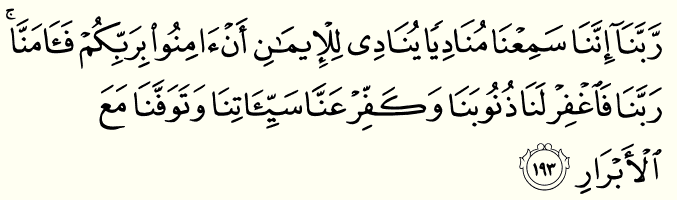 رَّبَّنَآ إِنَّنَا سَمِعْنَا مُنَادِيًا يُنَادِى لِلْإِيمَٰنِ أَنْ ءَامِنُوا۟ بِرَبِّكُمْ فَـَٔامَنَّا ۚ
رَبَّنَا فَٱغْفِرْ لَنَا ذُنُوبَنَا وَكَفِّرْ عَنَّا سَيِّـَٔاتِنَا وَتَوَفَّنَا مَعَ
ٱلْأَبْرَارِ ١٩٣